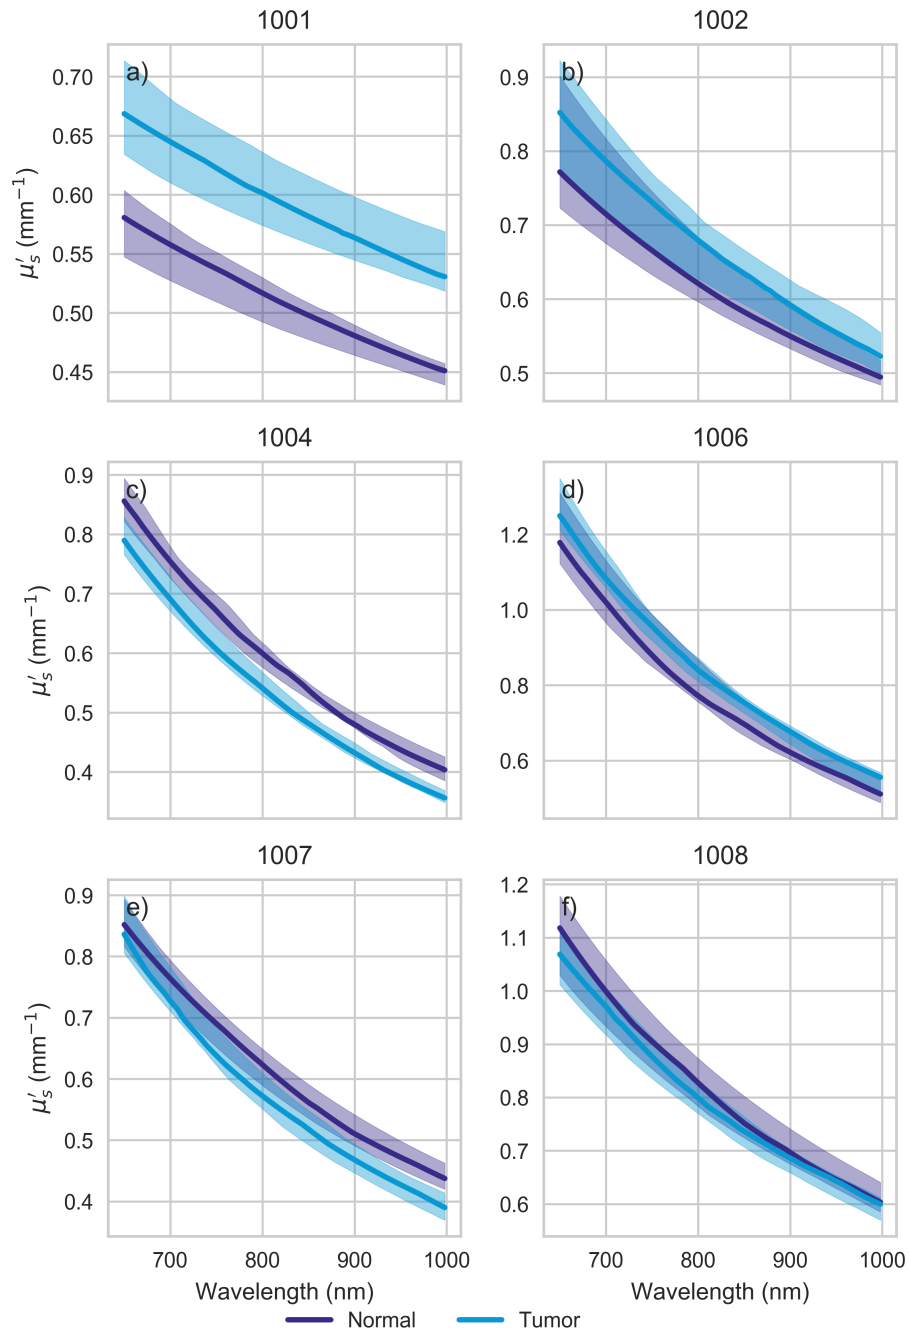 1001
1002
a)
b)
0.70
0.65
0.60
0.55
0.50
0.45
μ′s (mm−1)
0.9
0.8
0.7
0.6
0.5
1004
1006
c)
d)
0.9
0.8
0.7
0.6
0.5
0.4
μ′s (mm−1)
1.2
1.0
0.8
0.6
1007
1008
e)
f)
0.9
0.8
0.7
0.6
0.5
0.4
μ′s (mm−1)
1.2
1.1
1.0
0.9
0.8
0.7
0.6
700 800 900 1000
700 800 900 1000
Wavelength (nm)
Wavelength (nm)
Normal Tumor